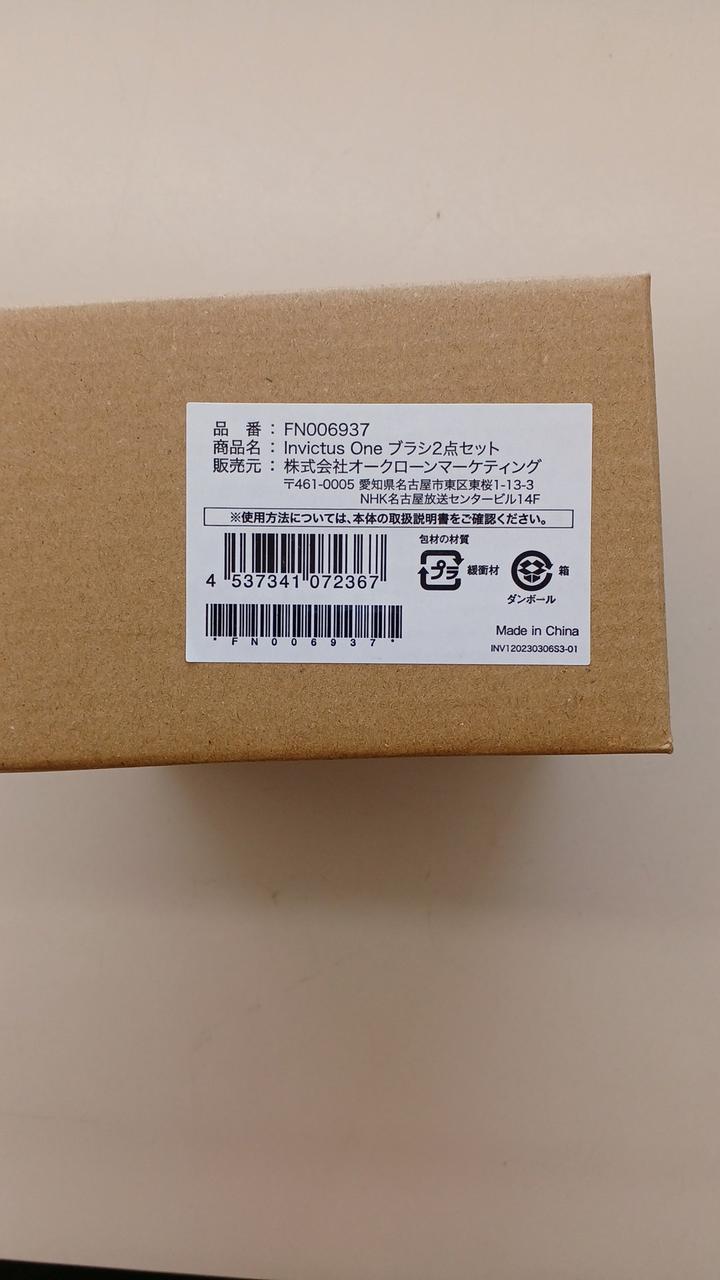 品 番 : FN006937
商品名 : Invictus One ブラシ2点セット
販売元 : 株式会社オークローンマーケティング
〒461-0005 愛知県名古屋市東区東桜1-13-3
NHK名古屋放送センタービル14F
※使用方法については、本体の取扱説明書をご確認ください。
包材の材質
プラ 緩衝材 箱
ダンボール
4 537341 072367
*FN006937*
Made in China
INV120230306S3-01